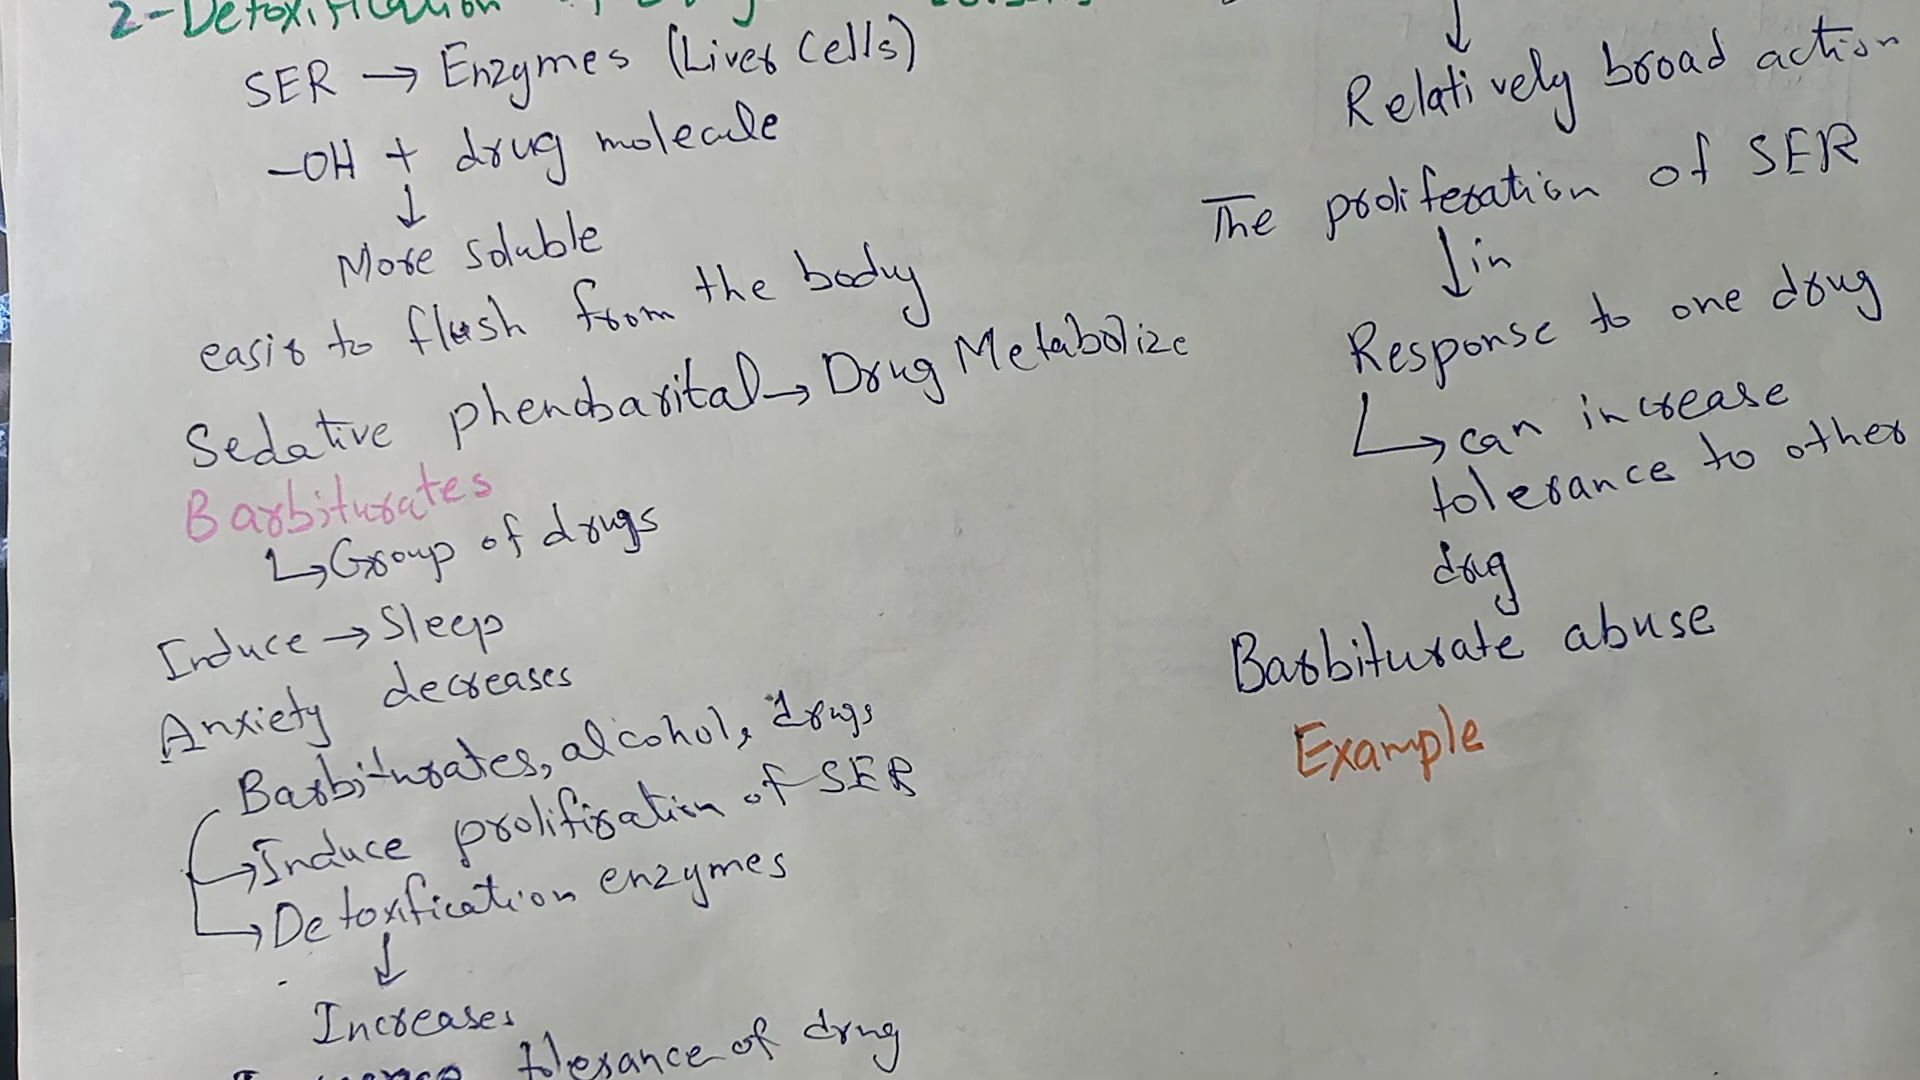 2-Detoxification
SER → Enzymes (Liver Cells)
-OH + drug molecule
↓
More soluble
easir to flush from the body
Sedative phenobarital → Drug Metabolize
Barbiturates
↳ Group of drugs
Induce → Sleep
Anxiety decreases
Barbiturates, alcohol, drugs
→ Induce prolifiration of SER
→ Detoxification enzymes
↓
Increases
tolerance of drug
↓
Relatively broad action
The proliferation of SER
↓ in
Response to one drug
↳ can increase
tolerance to other
drug
Barbiturate abuse
Example